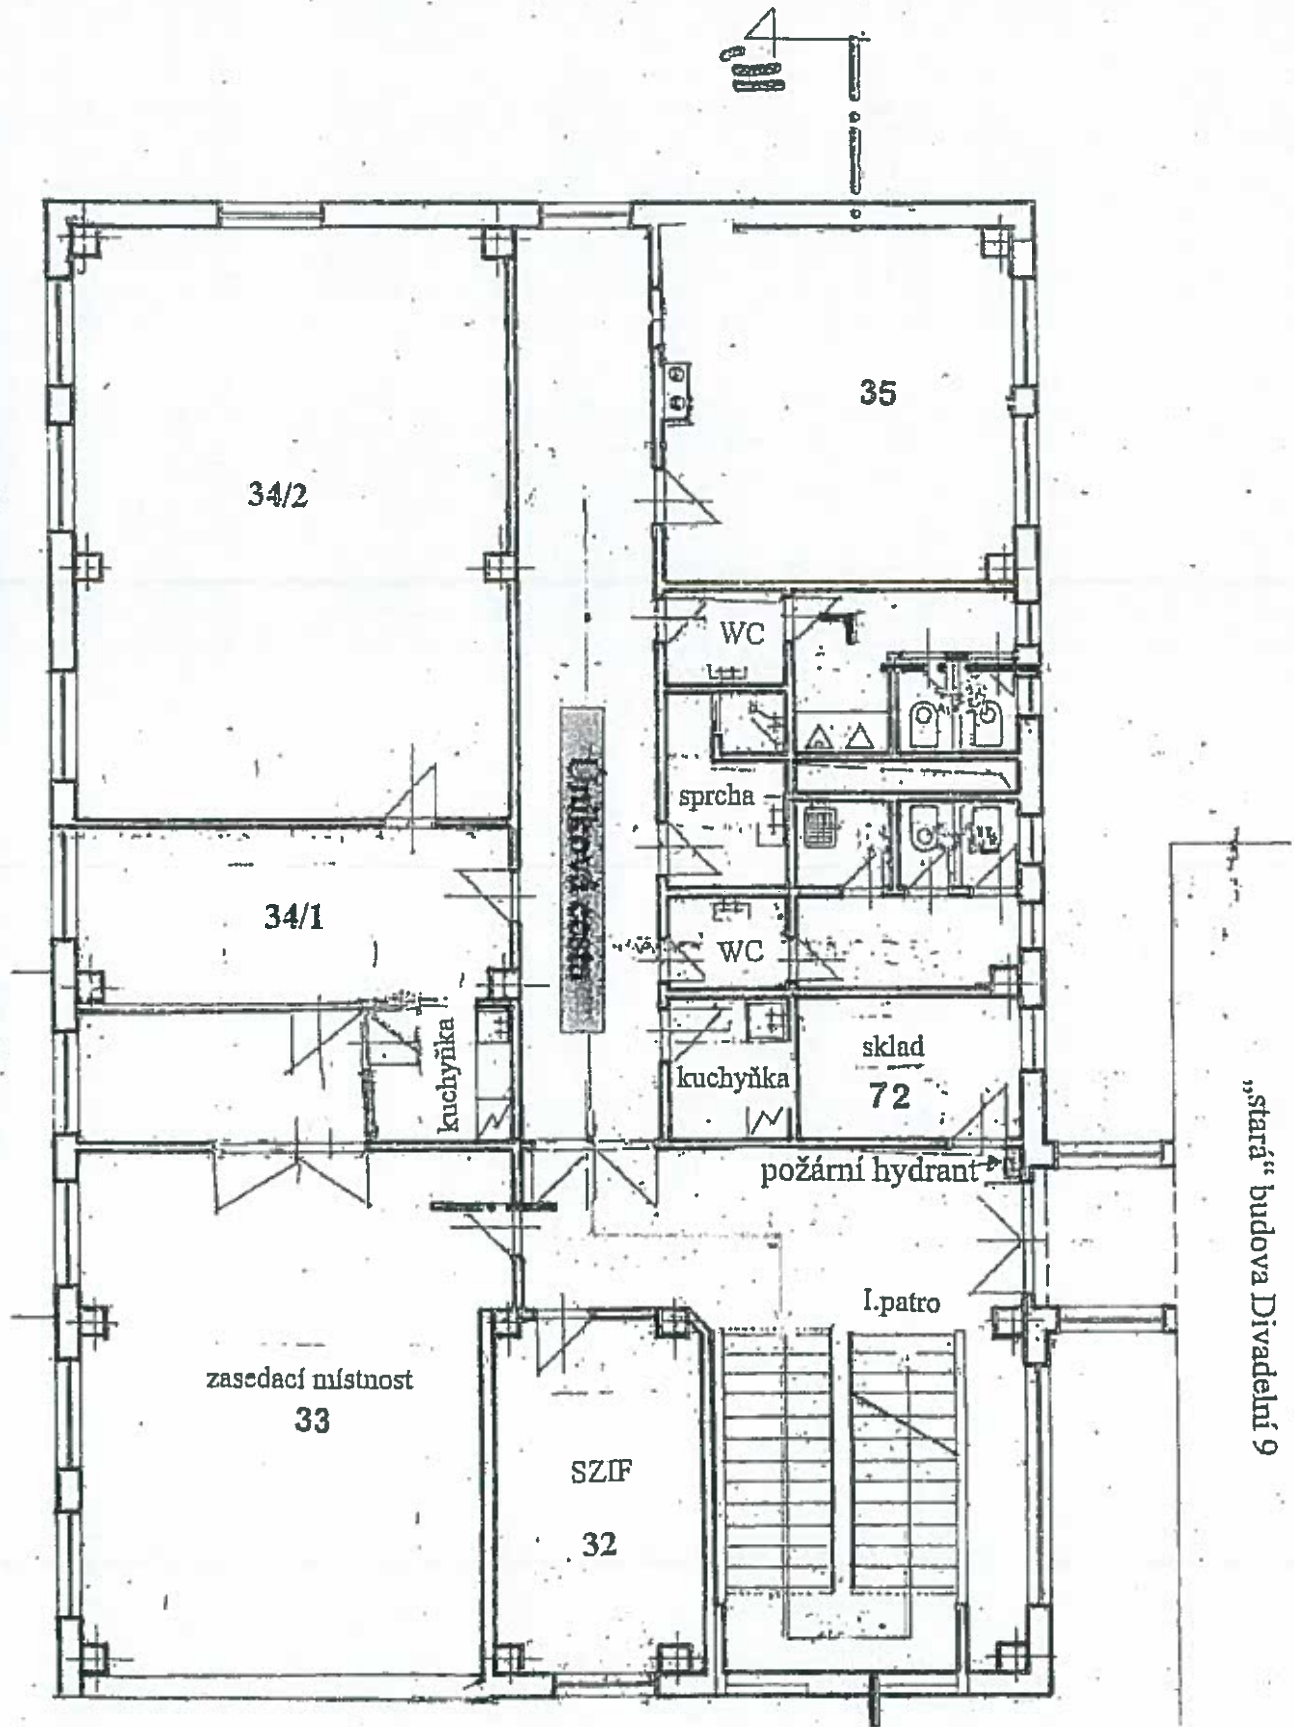 35
34/2
WC
sprcha
Úniková cesta
34/1
WC
kuchyňka
sklad
72
kuchyňka
požární hydrant
„stará“ budova Divadelní 9
I.patro
zasedací místnost
33
SZIF
32